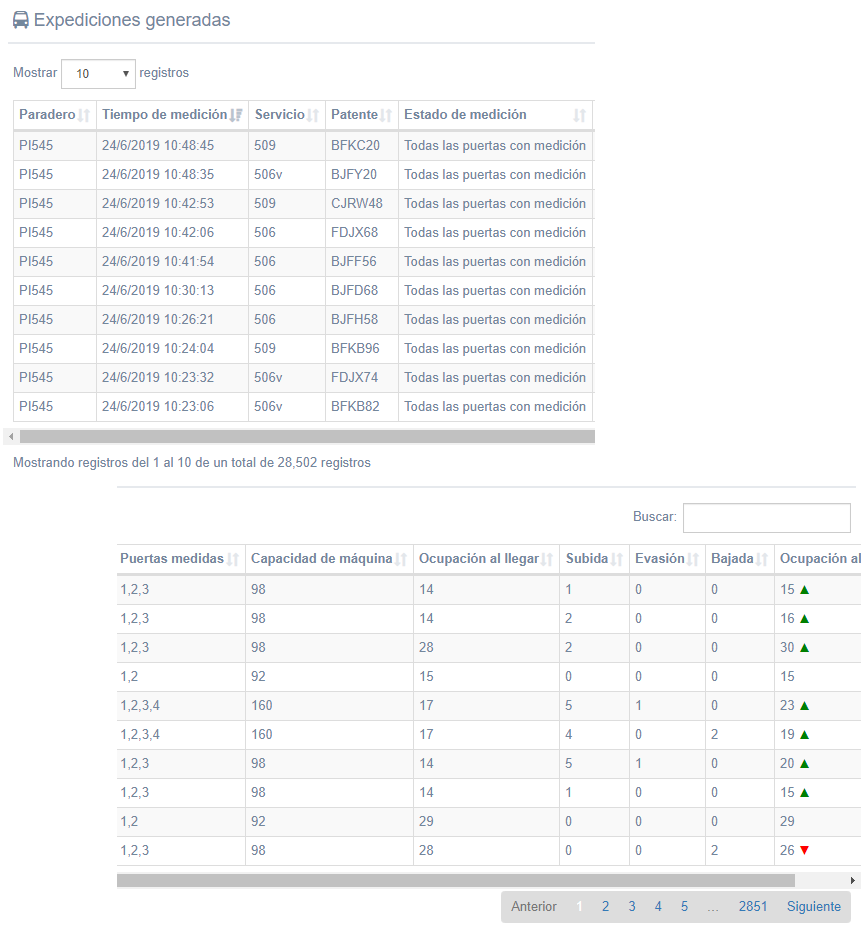 Expediciones generadas
Mostrar 10 registros
Paradero Tiempo de medición Servicio Patente Estado de medición
PI545 24/6/2019 10:48:45 509 BFKC20 Todas las puertas con medición
PI545 24/6/2019 10:48:35 506v BJFY20 Todas las puertas con medición
PI545 24/6/2019 10:42:53 509 CJRW48 Todas las puertas con medición
PI545 24/6/2019 10:42:06 506 FDJX68 Todas las puertas con medición
PI545 24/6/2019 10:41:54 506 BJFF56 Todas las puertas con medición
PI545 24/6/2019 10:30:13 506 BJFD68 Todas las puertas con medición
PI545 24/6/2019 10:26:21 506 BJFH58 Todas las puertas con medición
PI545 24/6/2019 10:24:04 509 BFKB96 Todas las puertas con medición
PI545 24/6/2019 10:23:32 506v FDJX74 Todas las puertas con medición
PI545 24/6/2019 10:23:06 506v BFKB82 Todas las puertas con medición
Mostrando registros del 1 al 10 de un total de 28,502 registros
Buscar:
Puertas medidas Capacidad de máquina Ocupación al llegar Subida Evasión Bajada Ocupación al
1,2,3 98 14 1 0 0 15 ▲
1,2,3 98 14 2 0 0 16 ▲
1,2,3 98 28 2 0 0 30 ▲
1,2 92 15 0 0 0 15
1,2,3,4 160 17 5 1 0 23 ▲
1,2,3,4 160 17 4 0 2 19 ▲
1,2,3 98 14 5 1 0 20 ▲
1,2,3 98 14 1 0 0 15 ▲
1,2 92 29 0 0 0 29
1,2,3 98 28 0 0 2 26 ▼
Anterior 1 2 3 4 5 … 2851 Siguiente